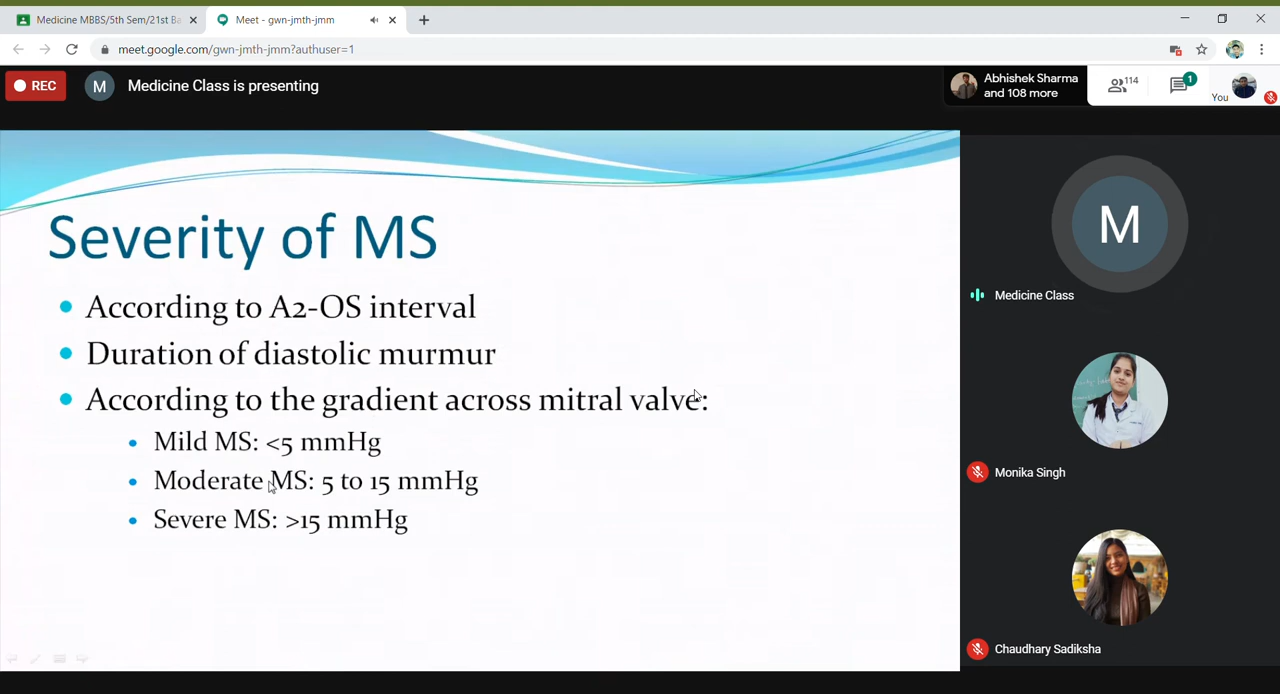 Medicine MBBS/5th Sem/21st Ba
Meet - gwn-jmth-jmm
meet.google.com/gwn-jmth-jmm?authuser=1
REC
M
Medicine Class is presenting
Abhishek Sharma
and 108 more
114
1
You
Severity of MS
According to A2-OS interval
Duration of diastolic murmur
According to the gradient across mitral valve:
Mild MS: <5 mmHg
Moderate MS: 5 to 15 mmHg
Severe MS: >15 mmHg
M
Medicine Class
Monika Singh
Chaudhary Sadiksha